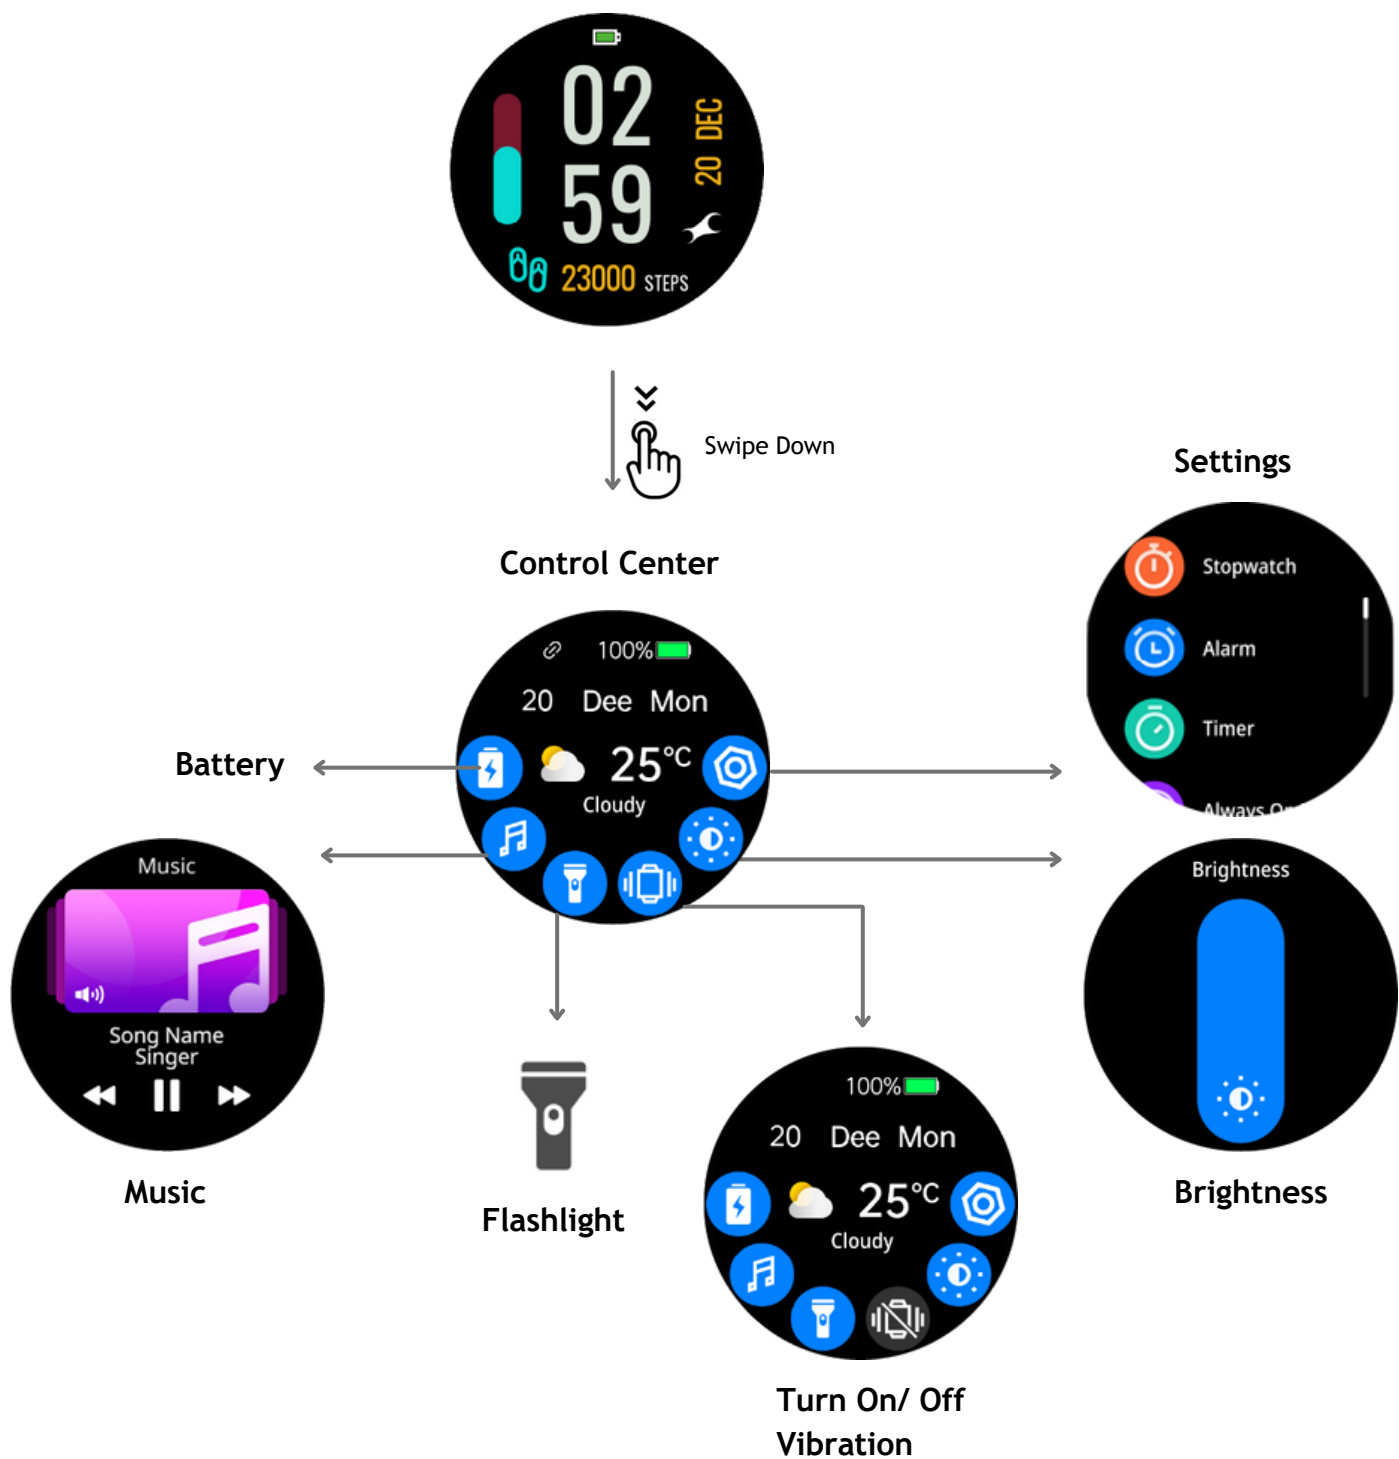 02
59
20 DEC
23000 STEPS
Swipe Down
Settings
Stopwatch
Alarm
Timer
Always On
Control Center
100%
20 Dee Mon
25°C
Cloudy
Battery
Music
Song Name
Singer
Music
Flashlight
100%
20 Dee Mon
25°C
Cloudy
Turn On/ Off
Vibration
Brightness
Brightness